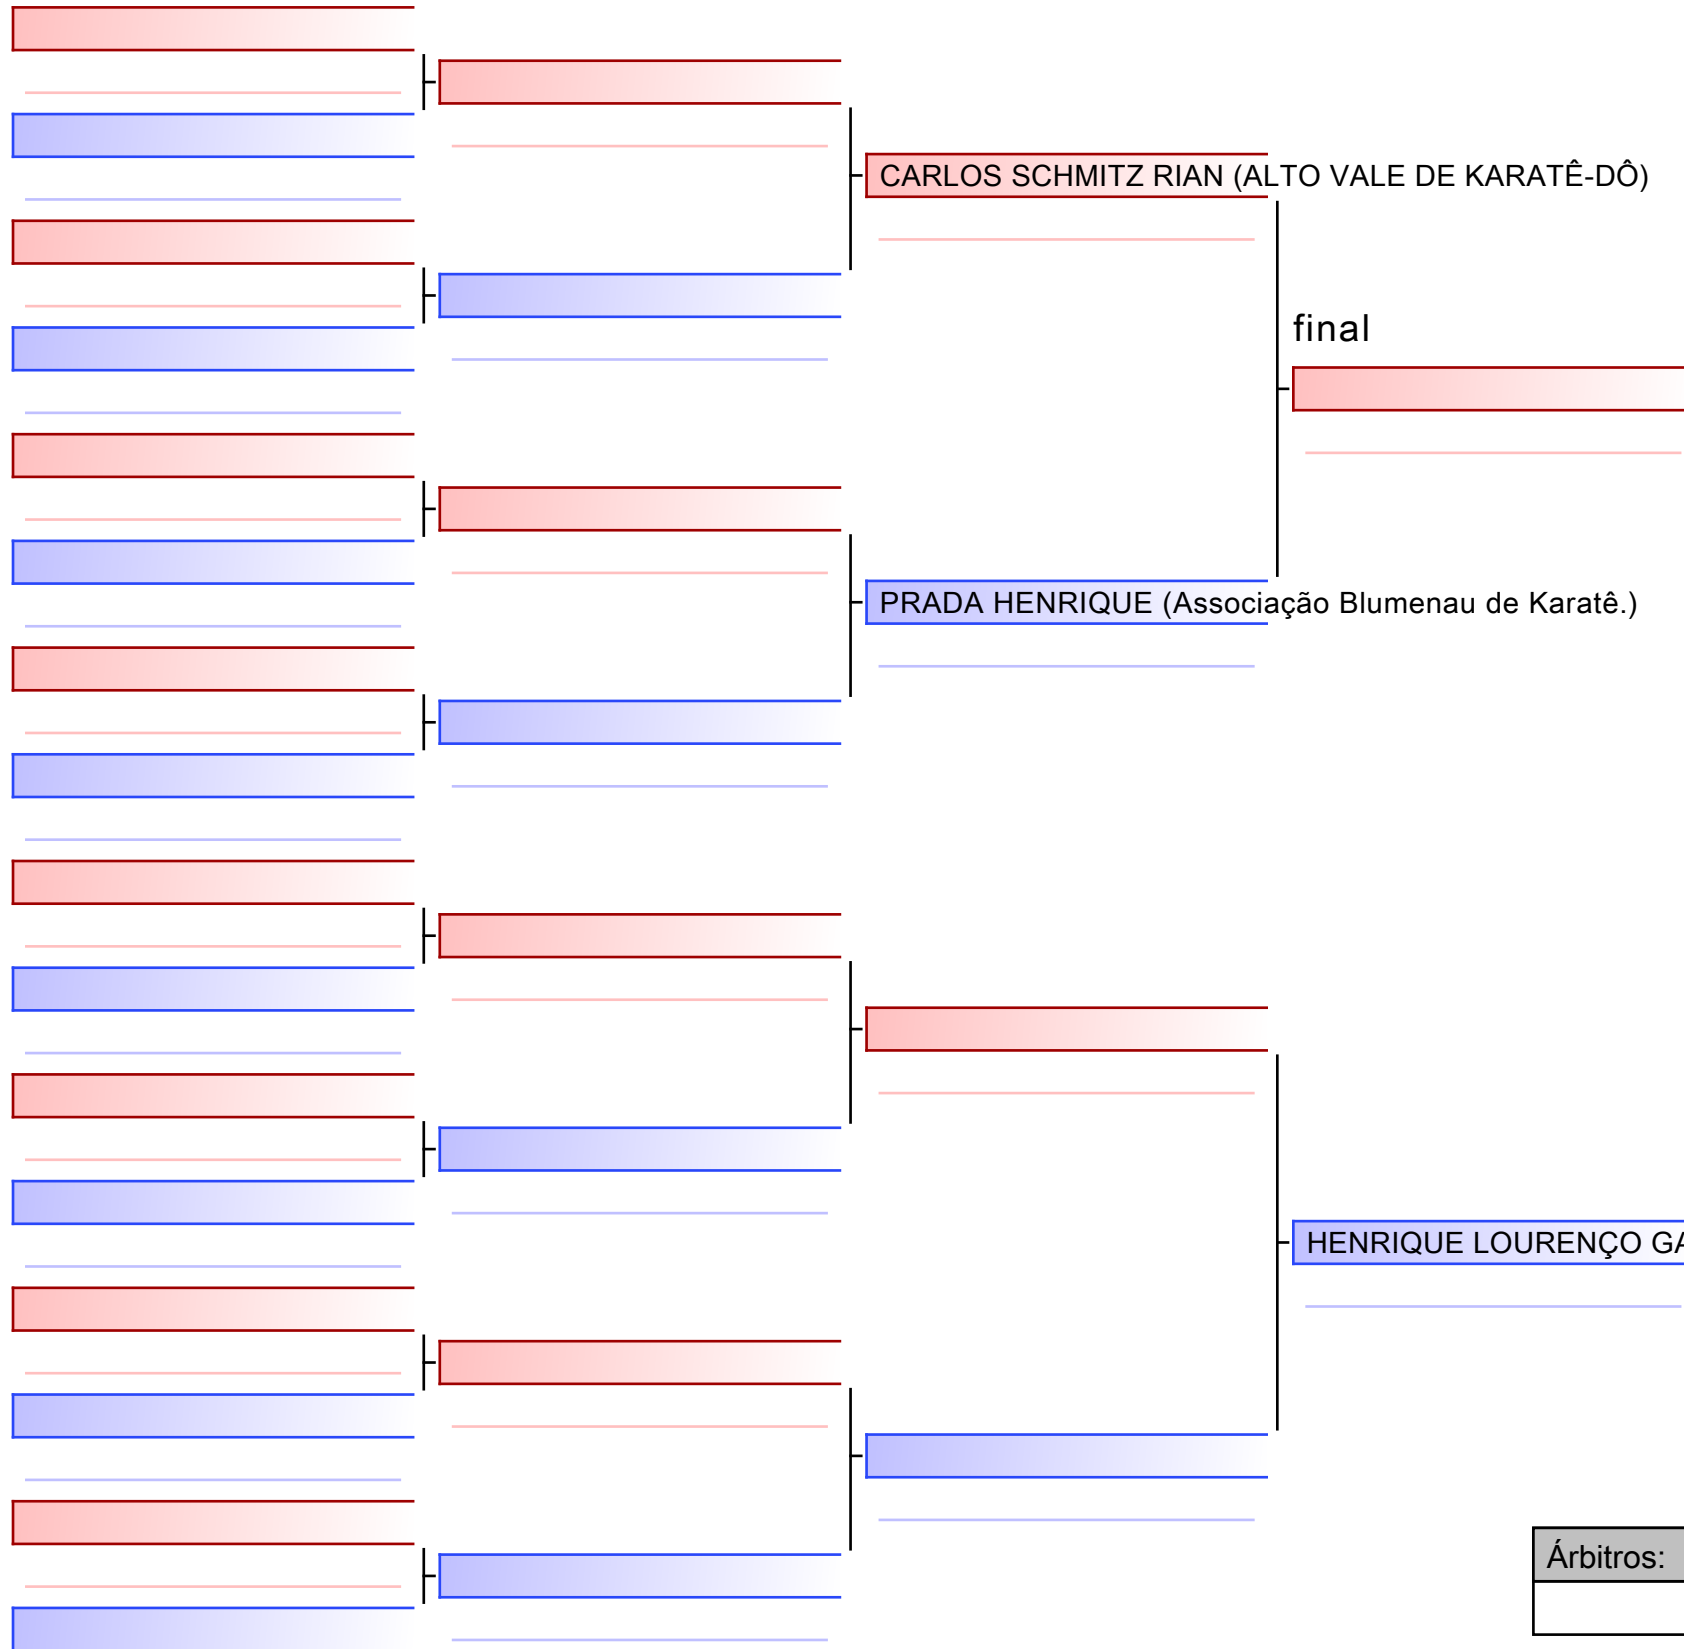 CARLOS SCHMITZ RIAN (ALTO VALE DE KARATÊ-DÔ)
final
PRADA HENRIQUE (Associação Blumenau de Karatê.)
HENRIQUE LOURENÇO
Árbitros: